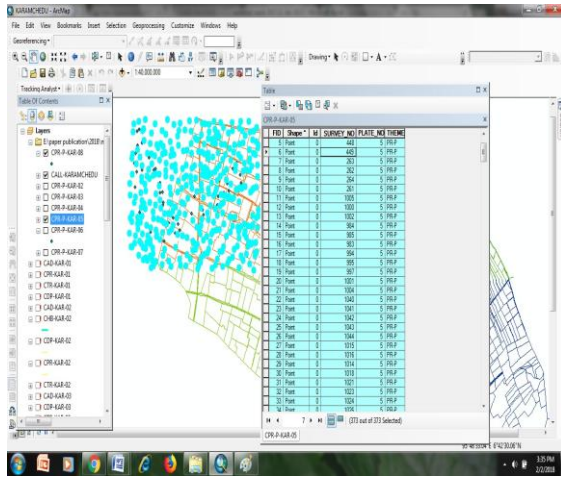 KARAMCHEDU - ArcMap
File Edit View Bookmarks Insert Selection Geoprocessing Customize Windows Help
Georeferencing
Drawing
1:40,000,000
Tracking Analyst
Table Of Contents
Layers
E:\paper publication\2018\
CPR-P-KAR-08
CALL-KARAMCHEDU
CPR-P-KAR-02
CPR-P-KAR-03
CPR-P-KAR-04
CPR-P-KAR-05
CPR-P-KAR-06
CPR-P-KAR-07
CAD-KAR-01
CPR-KAR-01
CTR-KAR-01
CDP-KAR-01
CAD-KAR-02
CHB-KAR-02
CDP-KAR-02
CPR-KAR-02
CTR-KAR-02
CAD-KAR-03
CDP-KAR-03
Table
CPR-P-KAR-05
FID Shape * Id SURVEY_NO PLATE_NO THEME
5 Point 0 448 5 PR-P
6 Point 0 445 5 PR-P
7 Point 0 263 5 PR-P
8 Point 0 262 5 PR-P
9 Point 0 264 5 PR-P
10 Point 0 261 5 PR-P
11 Point 0 1005 5 PR-P
12 Point 0 1000 5 PR-P
13 Point 0 1002 5 PR-P
14 Point 0 984 5 PR-P
15 Point 0 985 5 PR-P
16 Point 0 983 5 PR-P
17 Point 0 994 5 PR-P
18 Point 0 995 5 PR-P
19 Point 0 997 5 PR-P
20 Point 0 1001 5 PR-P
21 Point 0 1004 5 PR-P
22 Point 0 1040 5 PR-P
23 Point 0 1041 5 PR-P
24 Point 0 1042 5 PR-P
25 Point 0 1043 5 PR-P
26 Point 0 1044 5 PR-P
27 Point 0 1015 5 PR-P
28 Point 0 1016 5 PR-P
29 Point 0 1014 5 PR-P
30 Point 0 1018 5 PR-P
31 Point 0 1021 5 PR-P
32 Point 0 1023 5 PR-P
33 Point 0 1024 5 PR-P
34 Point 0 1026 5 PR-P
7 (373 out of 373 Selected)
CPR-P-KAR-05
3:35 PM
2/2/2018